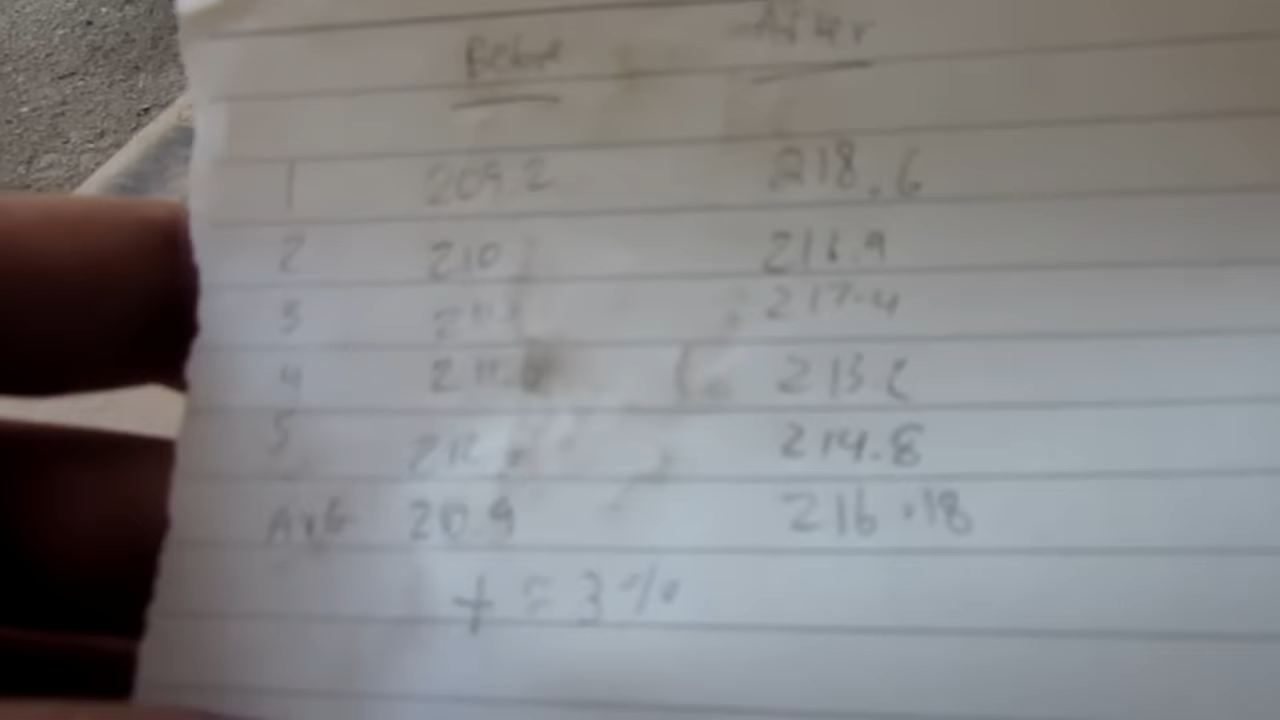 Before After
1 209.2 218.6
2 210 216.9
3 217.4
4 213.2
5 214.8
AVG 216.18
+ = 3%